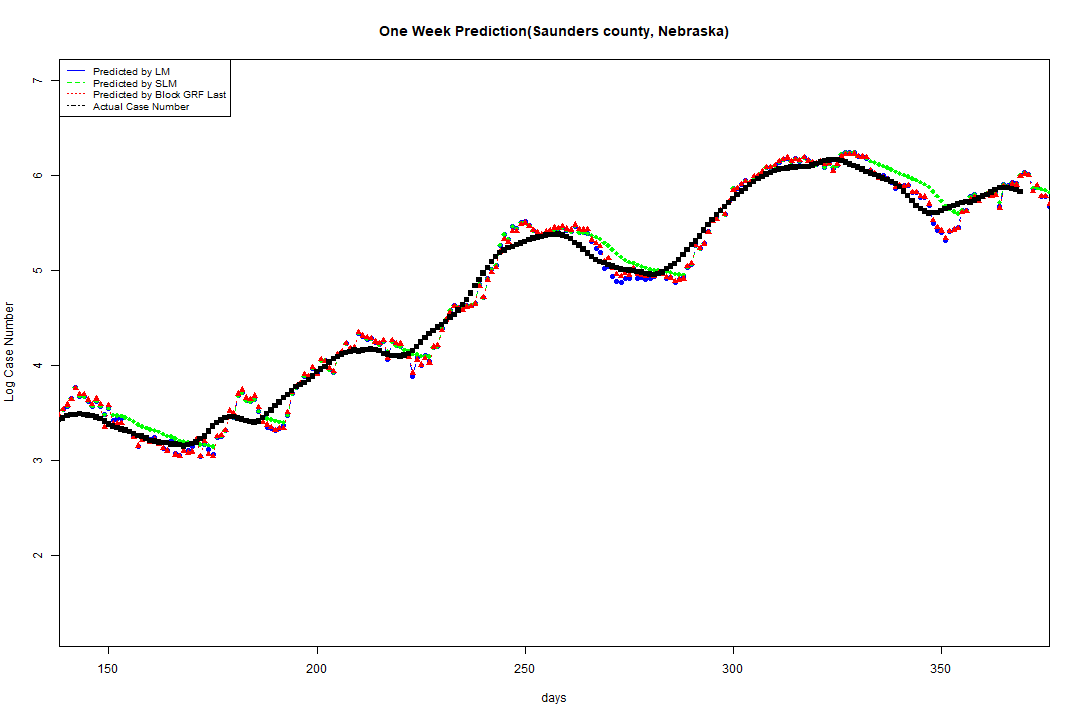 One Week Prediction(Saunders county, Nebraska)
Predicted by LM
Predicted by SLM
Predicted by Block GRF Last
Actual Case Number
7
6
5
4
3
2
Log Case Number
150 200 250 300 350
days